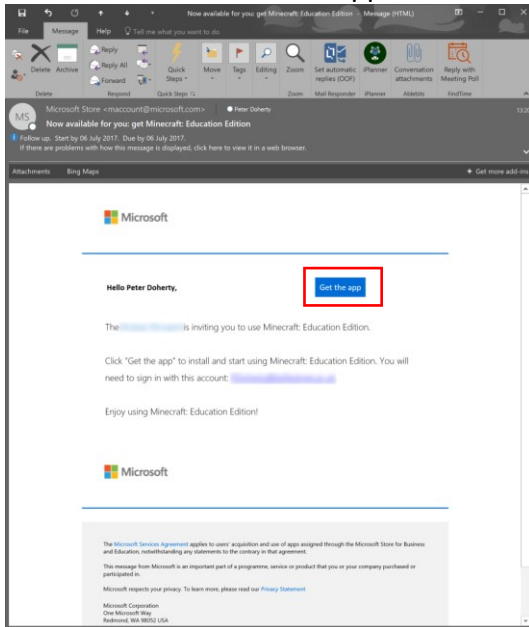 Now available for you: get Minecraft: Education Edition - Message (HTML)
File Message Help Tell me what you want to do
Delete Archive
Reply
Reply All
Forward
Quick Steps
Move
Tags
Editing
Zoom
Set automatic replies (OOF)
iPlanner
Conversation attachments
Reply with Meeting Poll
Delete Respond Quick Steps Zoom Mail Responder iPlanner Ablebits FindTime
MS
Microsoft Store <maccount@microsoft.com> Peter Doherty
13:20
Now available for you: get Minecraft: Education Edition
Follow up. Start by 06 July 2017. Due by 06 July 2017.
If there are problems with how this message is displayed, click here to view it in a web browser.
Attachments Bing Maps + Get more add-ins
Microsoft
Hello Peter Doherty,
Get the app
The is inviting you to use Minecraft: Education Edition.
Click "Get the app" to install and start using Minecraft: Education Edition. You will
need to sign in with this account:
Enjoy using Minecraft: Education Edition!
Microsoft
The Microsoft Services Agreement applies to users' acquisition and use of apps assigned through the Microsoft Store for Business
and Education, notwithstanding any statements to the contrary in that agreement.
This message from Microsoft is an important part of a programme, service or product that you or your company purchased or
participated in.
Microsoft respects your privacy. To learn more, please read our Privacy Statement
Microsoft Corporation
One Microsoft Way
Redmond, WA 98052 USA